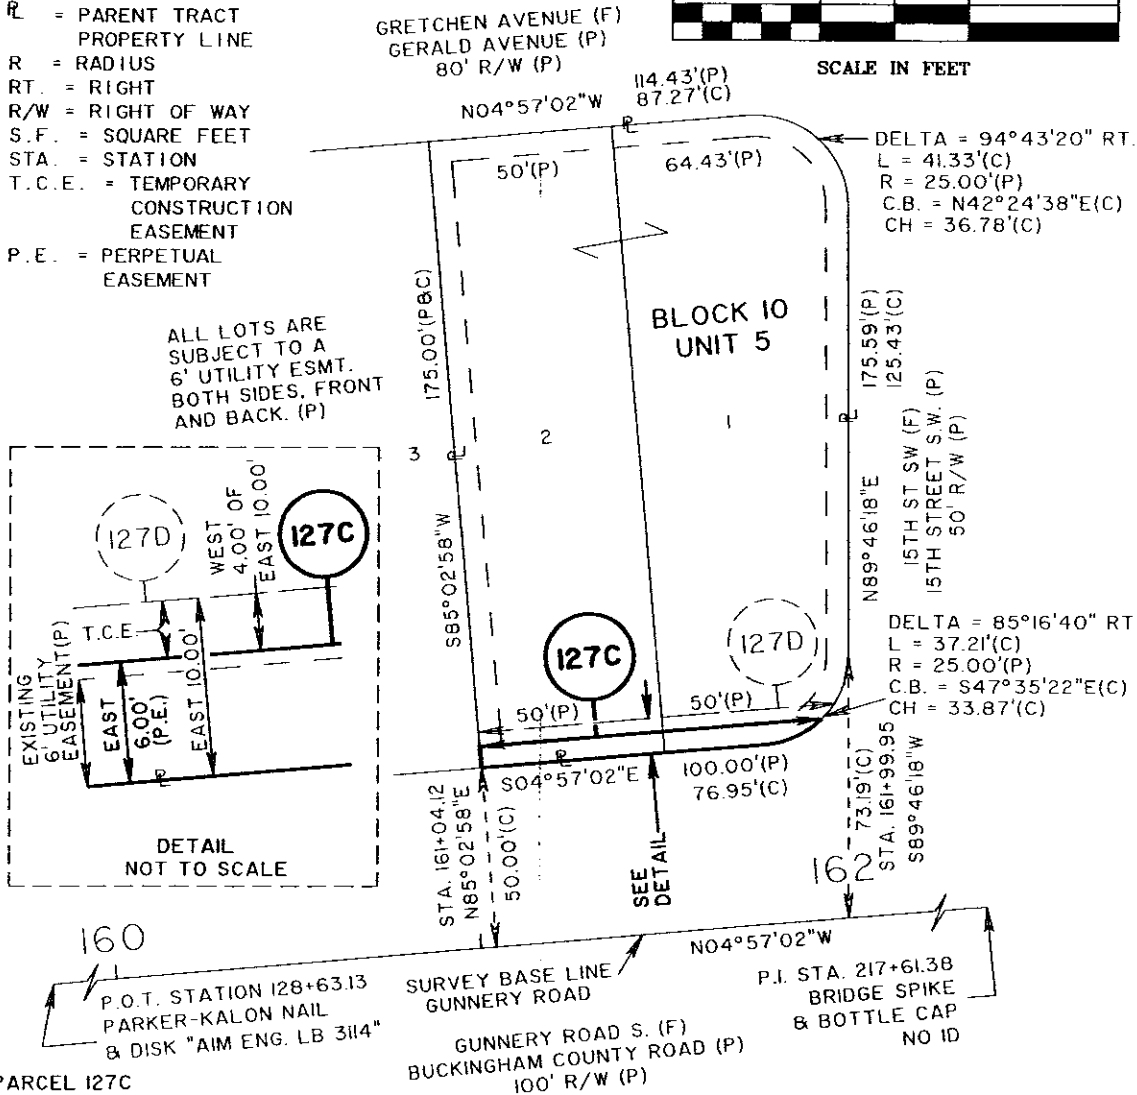 P̲L = PARENT TRACT
PROPERTY LINE
R = RADIUS
RT. = RIGHT
R/W = RIGHT OF WAY
S.F. = SQUARE FEET
STA. = STATION
T.C.E. = TEMPORARY
CONSTRUCTION
EASEMENT
P.E. = PERPETUAL
EASEMENT
GRETCHEN AVENUE (F)
GERALD AVENUE (P)
80' R/W (P)
SCALE IN FEET
N04°57'02"W
114.43'(P)
87.27'(C)
PL
50'(P)
64.43'(P)
DELTA = 94°43'20" RT.
L = 41.33'(C)
R = 25.00'(P)
C.B. = N42°24'38"E(C)
CH = 36.78'(C)
ALL LOTS ARE
SUBJECT TO A
6' UTILITY ESMT.
BOTH SIDES, FRONT
AND BACK. (P)
175.00'(P&C)
S85°02'58"W
BLOCK 10
UNIT 5
3
PL
2
1
PL
175.59'(P)
125.43'(C)
N89°46'18"E
15TH ST SW (F)
15TH STREET S.W. (P)
50' R/W (P)
127D
WEST
4.00' OF
EAST 10.00'
127C
T.C.E.
EXISTING
6' UTILITY
EASEMENT(P)
EAST
6.00'
(P.E.)
EAST 10.00'
PL
DETAIL
NOT TO SCALE
127C
127D
50'(P)
50'(P)
DELTA = 85°16'40" RT
L = 37.21'(C)
R = 25.00'(P)
C.B. = S47°35'22"E(C)
CH = 33.87'(C)
PL
S04°57'02"E
100.00'(P)
76.95'(C)
STA. 161+04.12
N85°02'58"E
50.00'(C)
SEE
DETAIL
73.19'(C)
STA. 161+99.95
S89°46'18"W
160
162
N04°57'02"W
P.O.T. STATION 128+63.13
PARKER-KALON NAIL
& DISK "AIM ENG. LB 3114"
SURVEY BASE LINE
GUNNERY ROAD
P.I. STA. 217+61.38
BRIDGE SPIKE
& BOTTLE CAP
NO ID
GUNNERY ROAD S. (F)
BUCKINGHAM COUNTY ROAD (P)
100' R/W (P)
PARCEL 127C